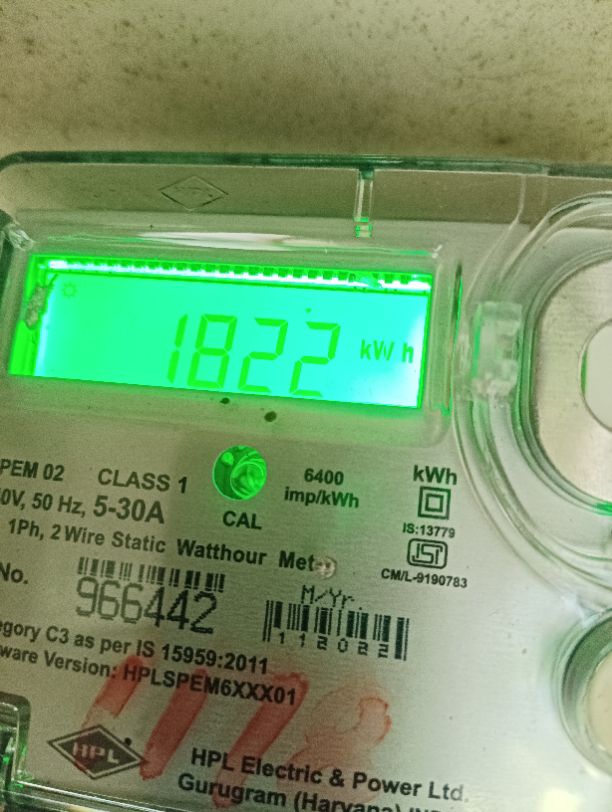 1822 kWh
PEM 02 CLASS 1
6400
imp/kWh
kWh
0V, 50 Hz, 5-30A
CAL
IS:13779
1Ph, 2 Wire Static Watthour
ISI
CM/L-9190783
No. 966442
M/Yr.
112022
egory C3 as per IS 15959:2011
ware Version: HPLSPEM6XXX01
HPL
HPL Electric & Power Ltd.
Gurugram (Haryana)